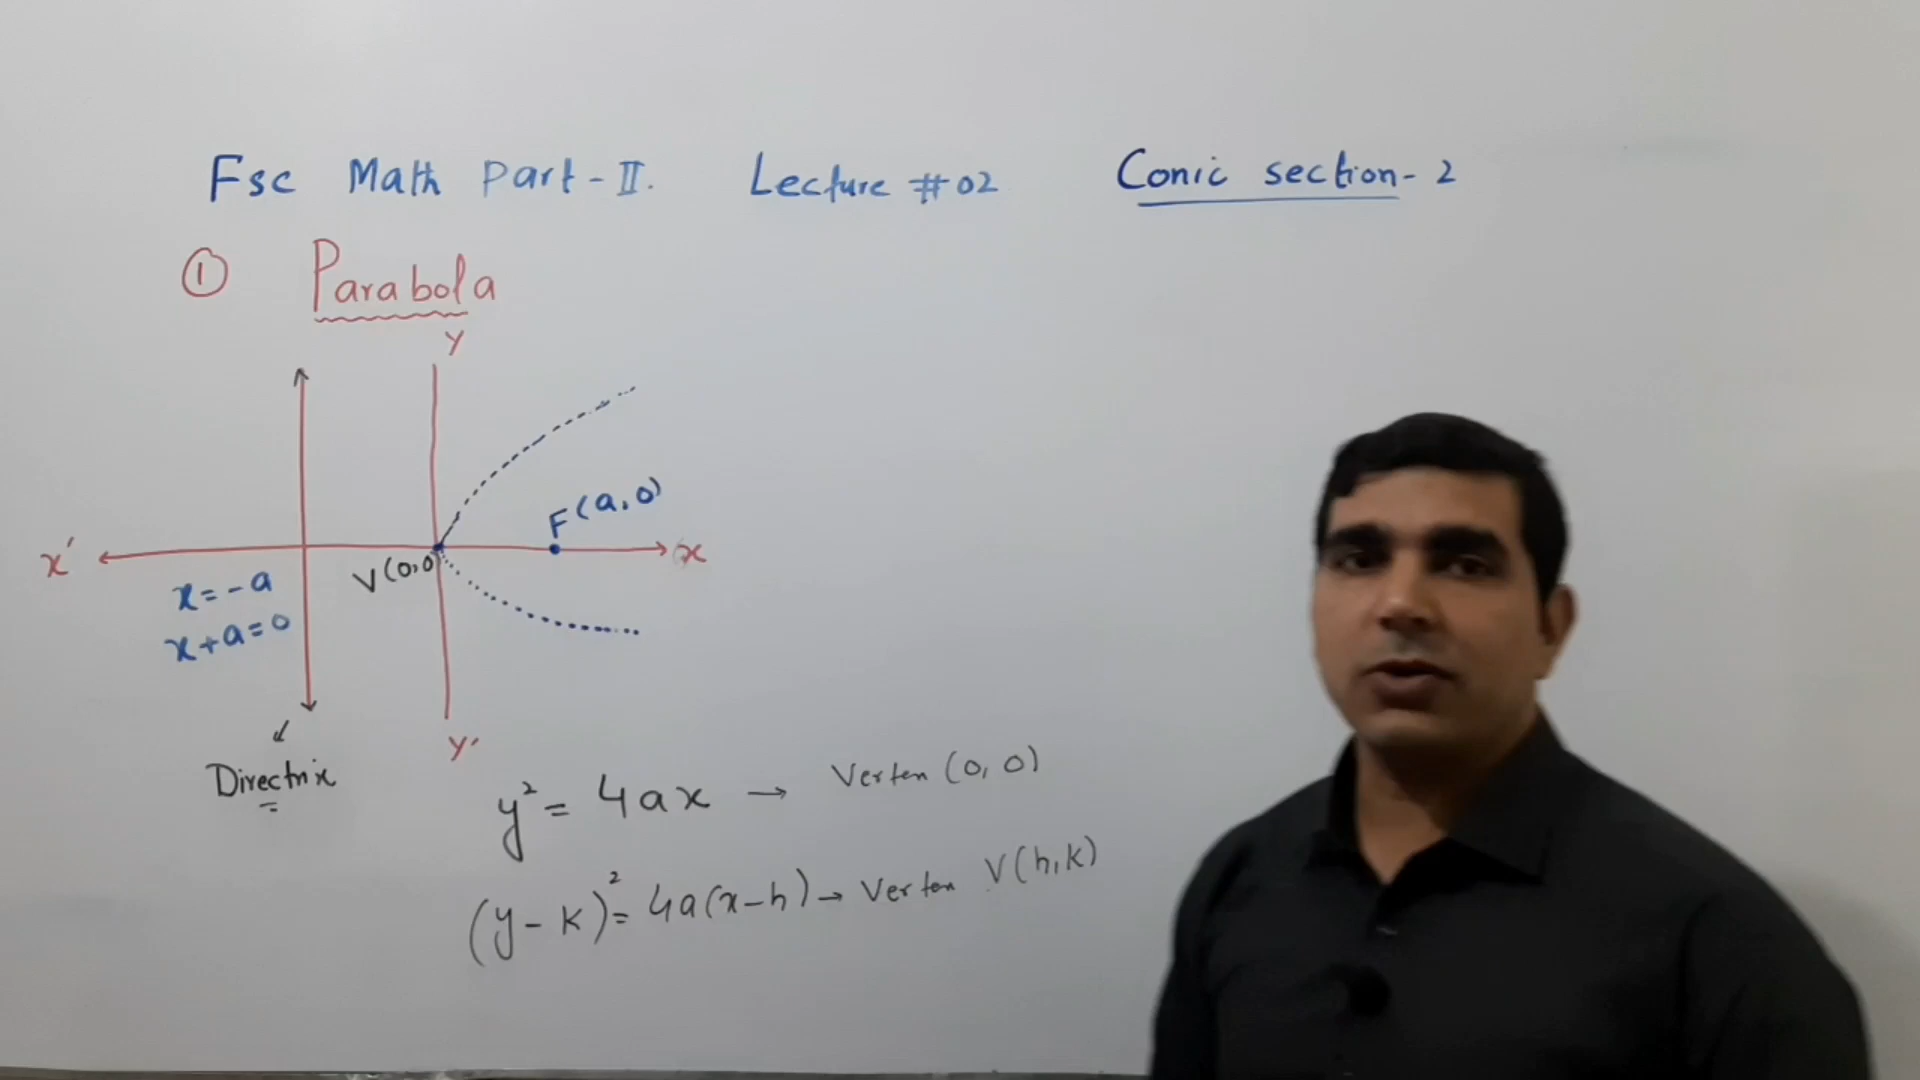 Fsc Math Part-II. Lecture #02 Conic section-2
① Parabola
Y
F(a,0)
x' x
V(0,0)
x=-a
x+a=0
Y'
Directrix
y²= 4ax → Vertex (0,0)
(y-k)²= 4a(x-h) → Vertex V(h,k)